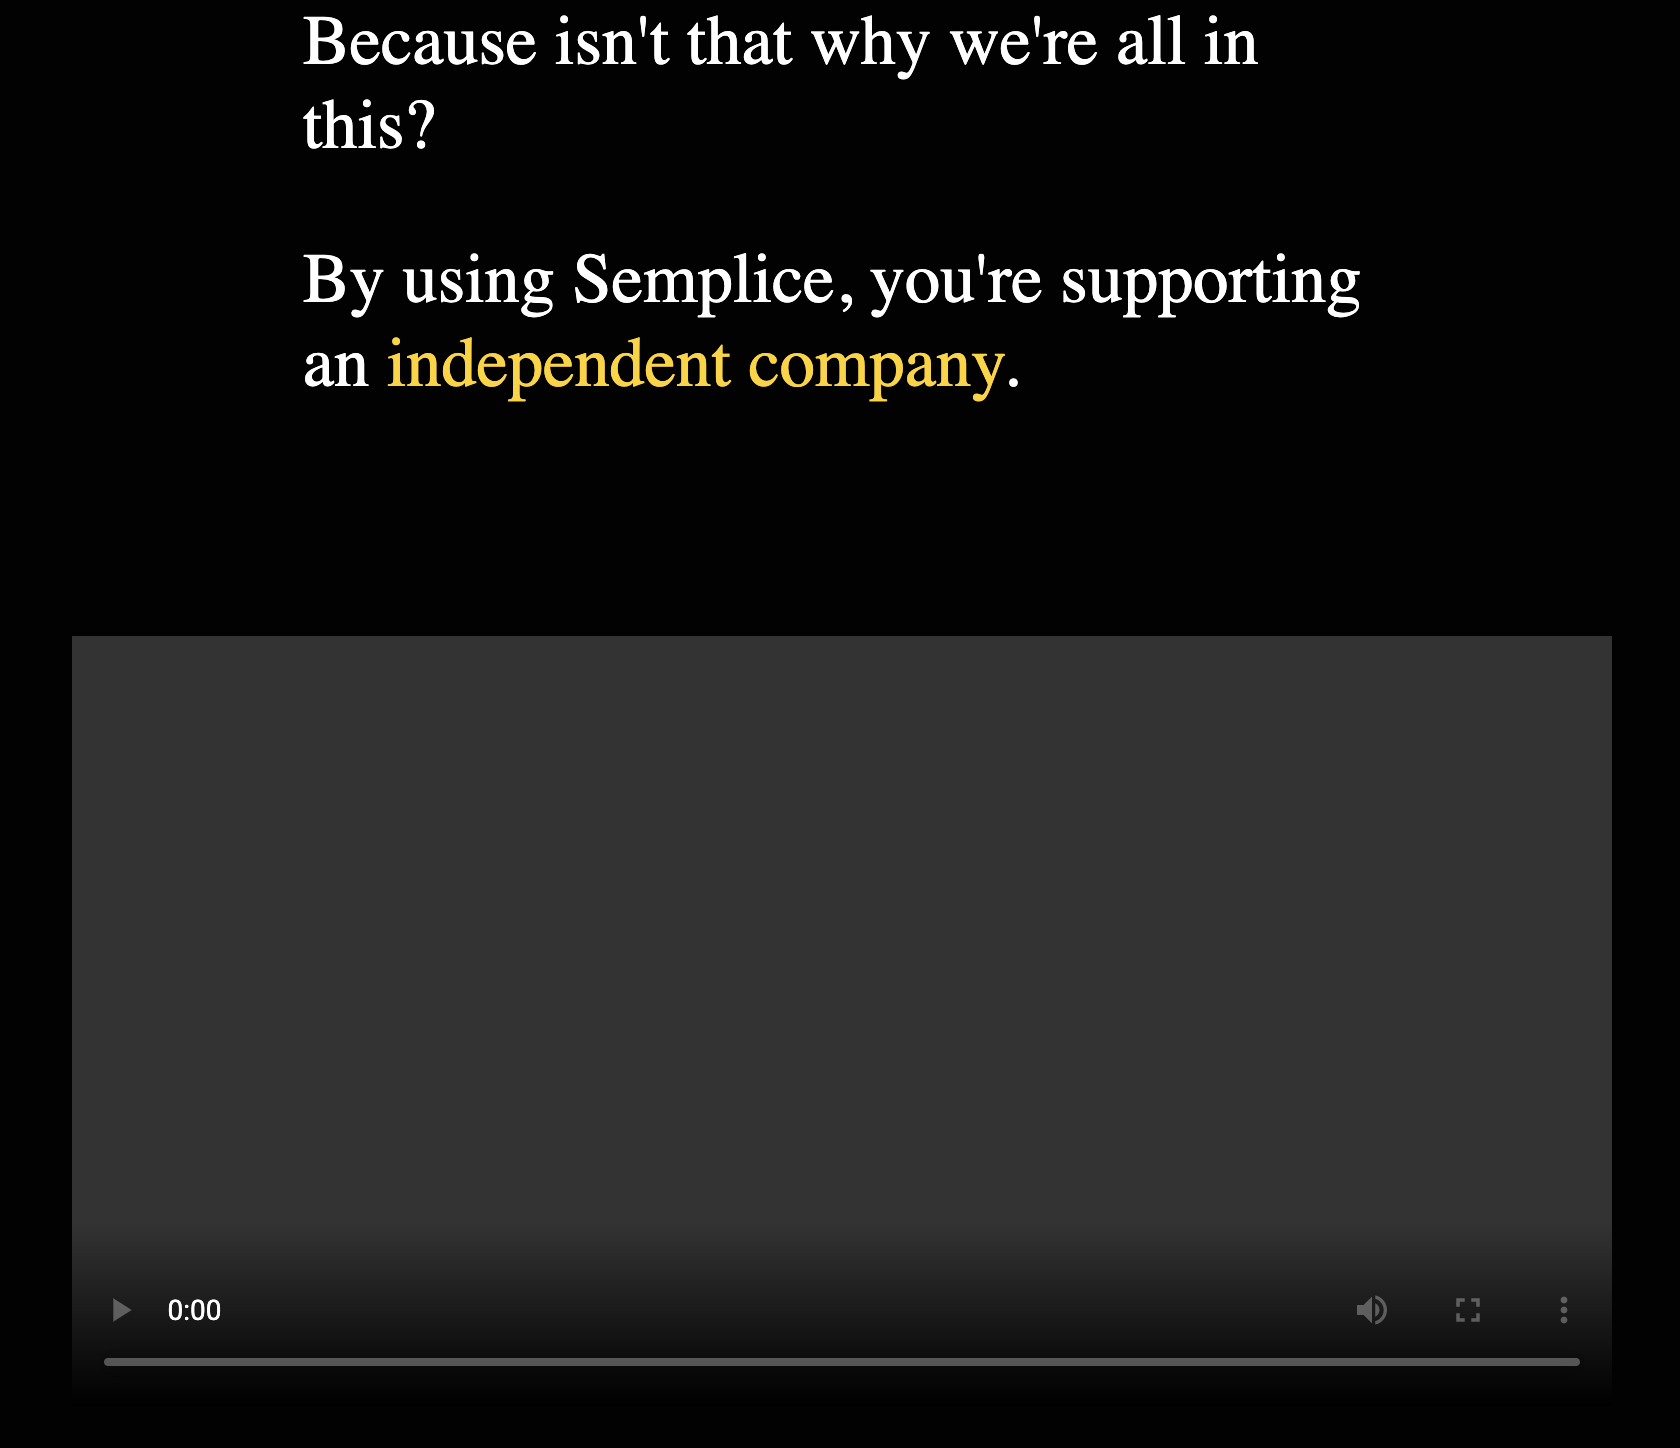 Because isn't that why we're all in
this?
By using Semplice, you're supporting
an independent company.
0:00